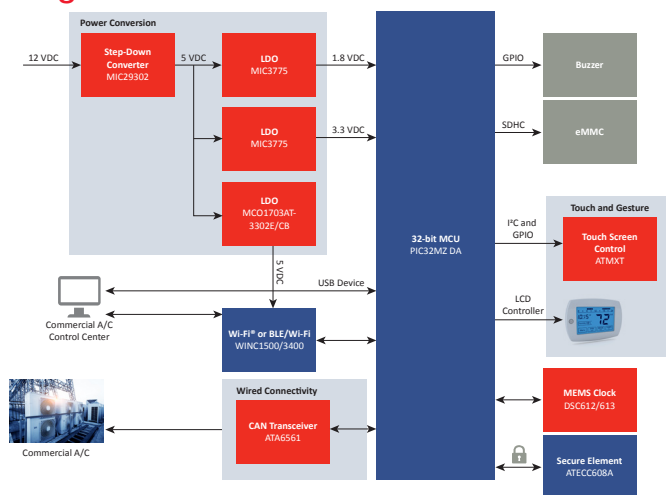 Power Conversion
12 VDC
Step-Down
Converter
MIC29302
5 VDC
LDO
MIC3775
1.8 VDC
LDO
MIC3775
3.3 VDC
LDO
MCO1703AT-
3302E/CB
5 VDC
32-bit MCU
PIC32MZ DA
GPIO
Buzzer
SDHC
eMMC
Touch and Gesture
I²C and
GPIO
Touch Screen
Control
ATMXT
LCD
Controller
72
USB Device
Commercial A/C
Control Center
Wi-Fi® or BLE/Wi-Fi
WINC1500/3400
Wired Connectivity
CAN Transceiver
ATA6561
Commercial A/C
MEMS Clock
DSC612/613
Secure Element
ATECC608A